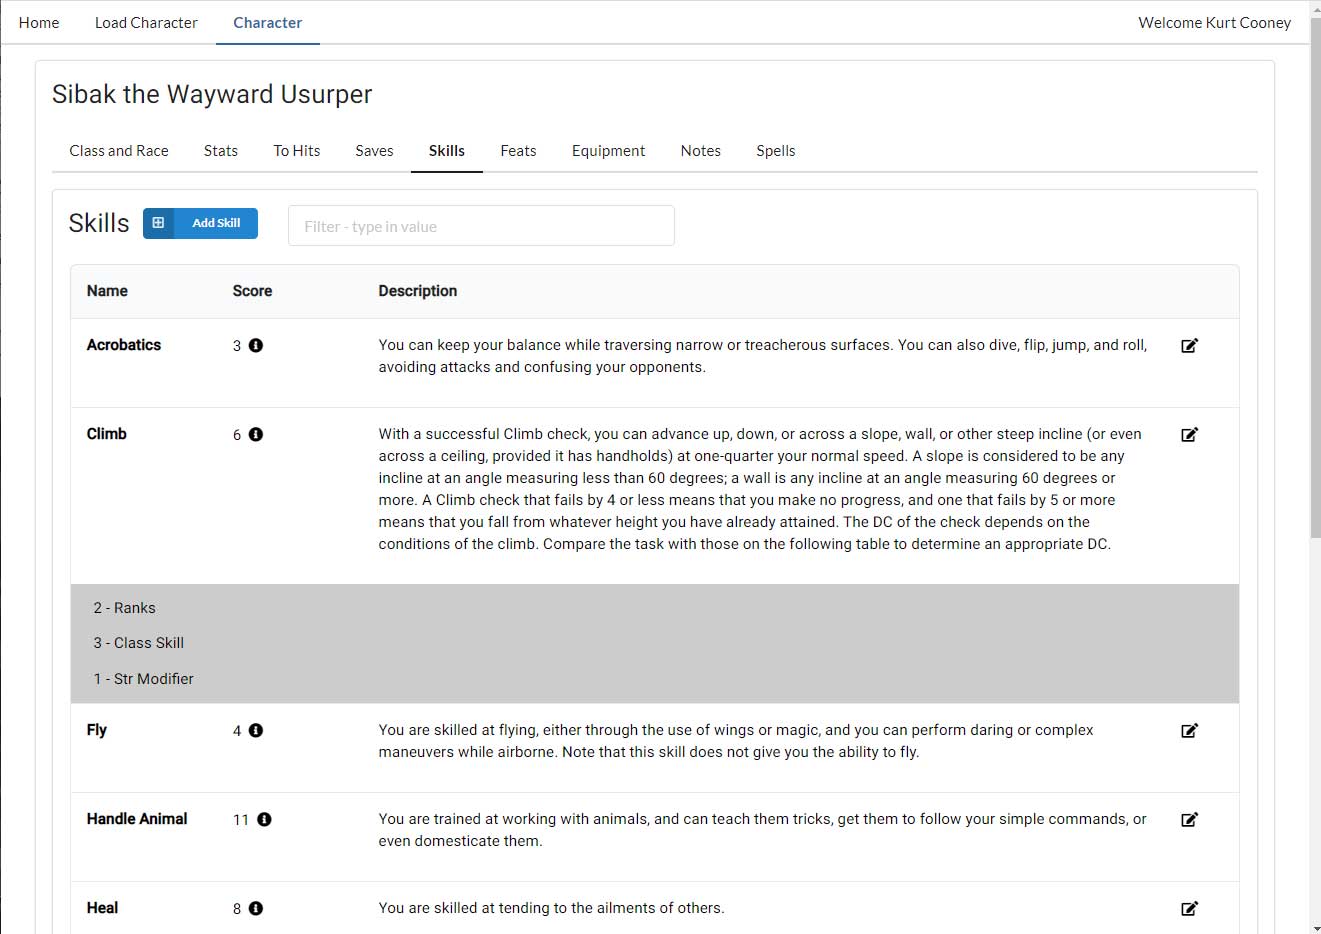 Home Load Character Character Welcome Kurt Cooney
Sibak the Wayward Usurper
Class and Race Stats To Hits Saves Skills Feats Equipment Notes Spells
Skills Add Skill Filter - type in value
Name Score Description
Acrobatics 3 You can keep your balance while traversing narrow or treacherous surfaces. You can also dive, flip, jump, and roll,
avoiding attacks and confusing your opponents.
Climb 6 With a successful Climb check, you can advance up, down, or across a slope, wall, or other steep incline (or even
across a ceiling, provided it has handholds) at one-quarter your normal speed. A slope is considered to be any
incline at an angle measuring less than 60 degrees; a wall is any incline at an angle measuring 60 degrees or
more. A Climb check that fails by 4 or less means that you make no progress, and one that fails by 5 or more
means that you fall from whatever height you have already attained. The DC of the check depends on the
conditions of the climb. Compare the task with those on the following table to determine an appropriate DC.
2 - Ranks
3 - Class Skill
1 - Str Modifier
Fly 4 You are skilled at flying, either through the use of wings or magic, and you can perform daring or complex
maneuvers while airborne. Note that this skill does not give you the ability to fly.
Handle Animal 11 You are trained at working with animals, and can teach them tricks, get them to follow your simple commands, or
even domesticate them.
Heal 8 You are skilled at tending to the ailments of others.